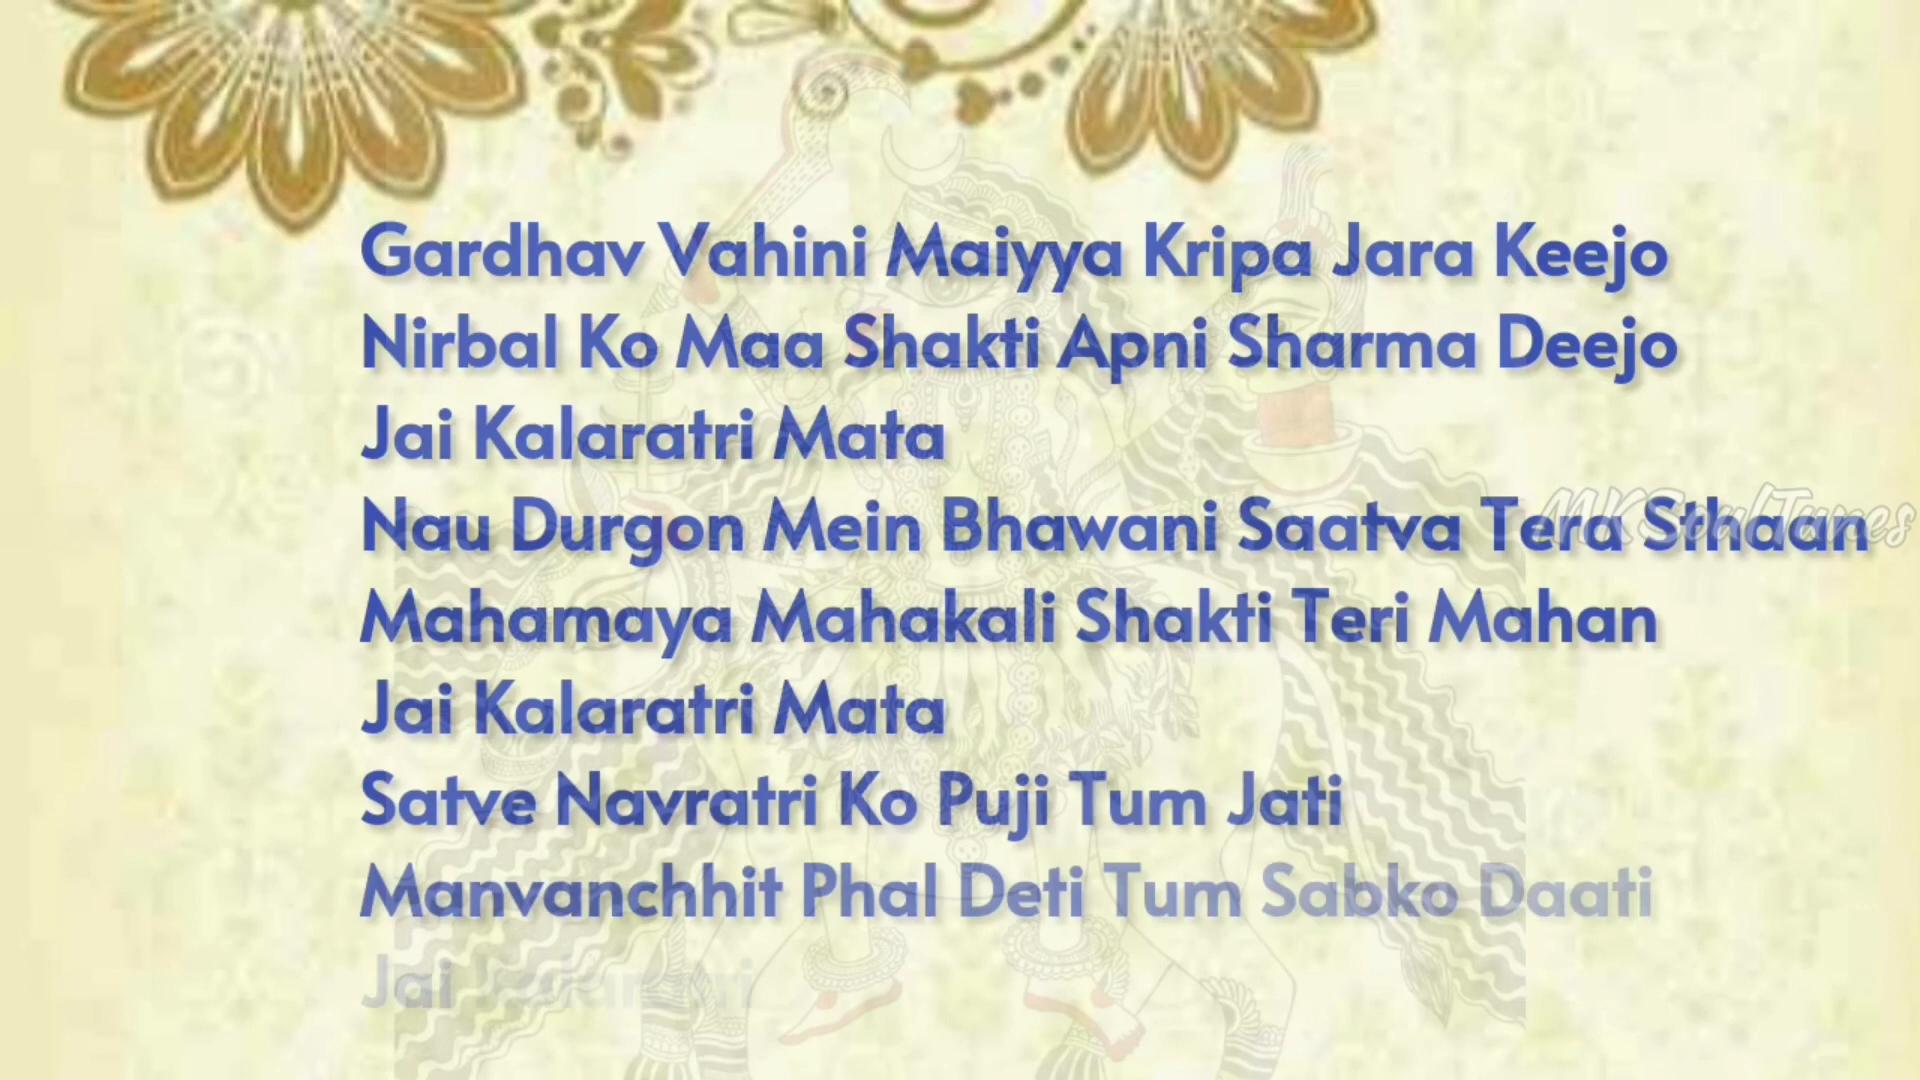 Gardhav Vahini Maiyya Kripa Jara Keejo
Nirbal Ko Maa Shakti Apni Sharma Deejo
Jai Kalaratri Mata
Nau Durgon Mein Bhawani Saatva Tera Sthaan
MKSoulTunes
Mahamaya Mahakali Shakti Teri Mahan
Jai Kalaratri Mata
Satve Navratri Ko Puji Tum Jati
Manvanchhit Phal Deti Tum Sabko Daati
Jai